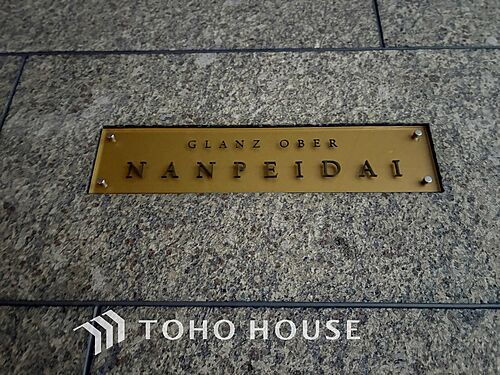 GLANZ OBER
NANPEIDAI
TOHO HOUSE